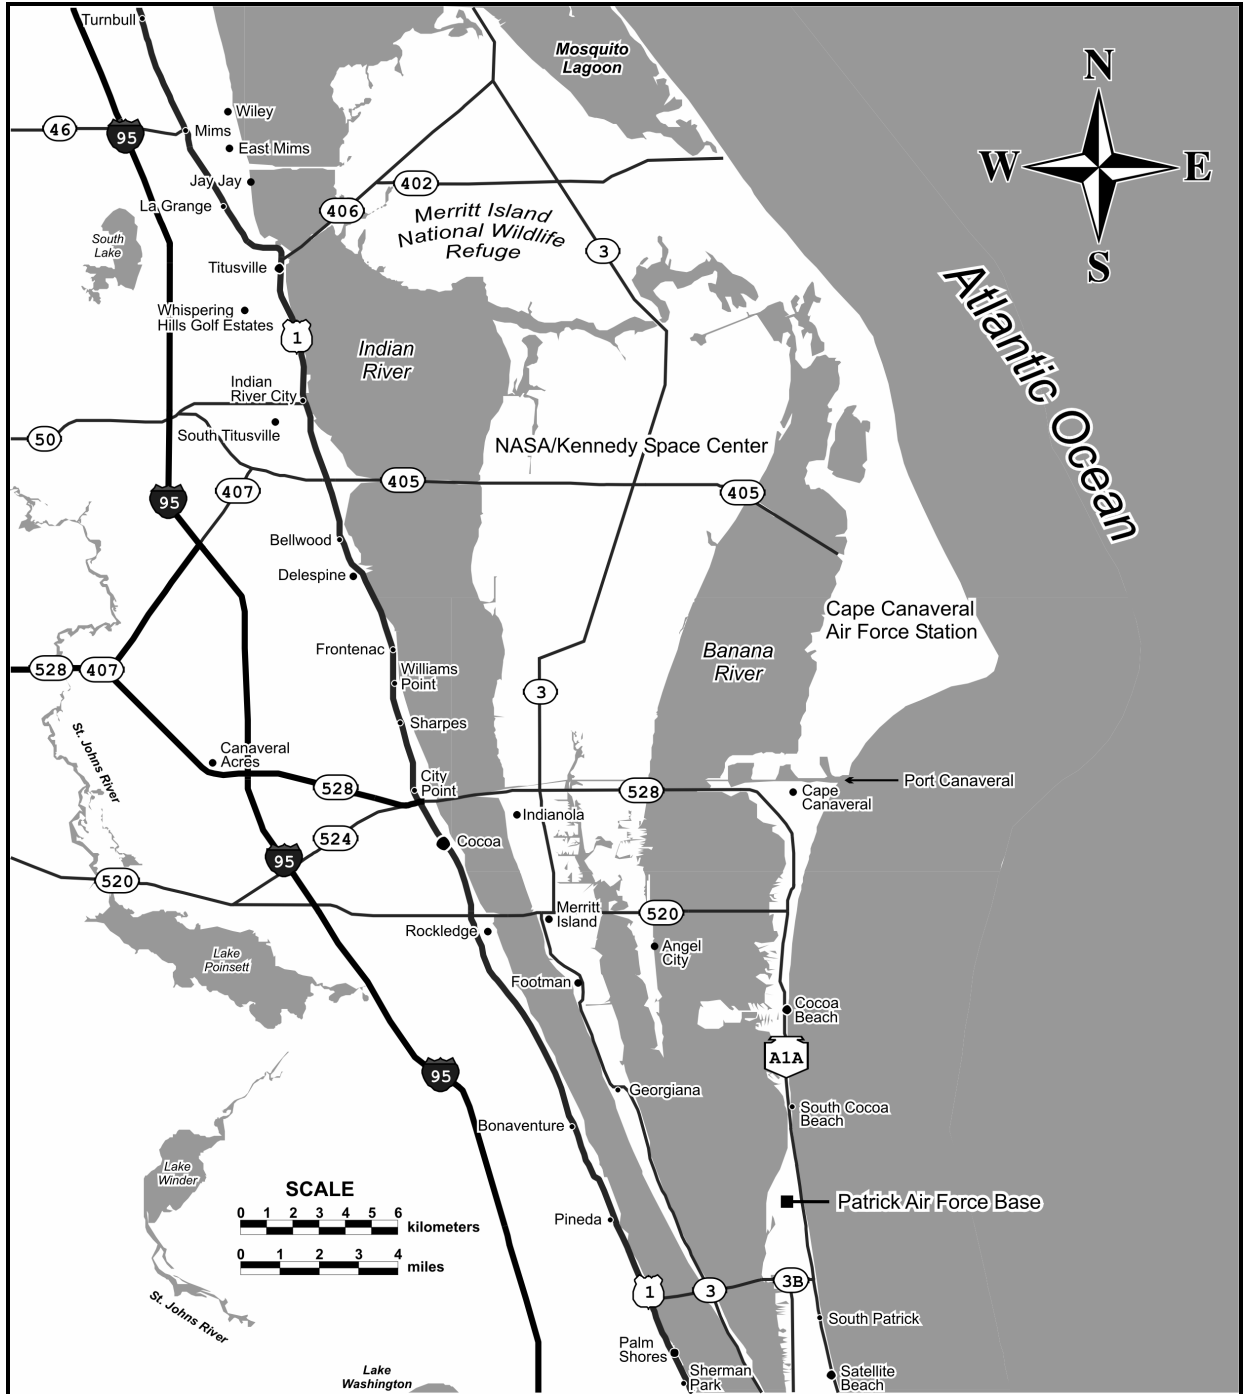 Turnbull
Mosquito
Lagoon
N
Wiley
46
95
Mims
East Mims
W
E
Jay Jay
402
La Grange
406
Merritt Island
National Wildlife
Refuge
South
Lake
3
S
Titusville
Atlantic Ocean
Whispering
Hills Golf Estates
1
Indian
River
Indian
River City
50
South Titusville
NASA/Kennedy Space Center
95
407
405
405
Bellwood
Delespine
Cape Canaveral
Air Force Station
Frontenac
Banana
River
528
407
Williams
Point
3
Sharpes
St. Johns River
Canaveral
Acres
City
Point
528
528
Port Canaveral
Cape
Canaveral
Indianola
524
Cocoa
95
520
Merritt
Island
520
Rockledge
Angel
City
Lake
Poinsett
Footman
Cocoa
Beach
A1A
95
Georgiana
South Cocoa
Beach
Bonaventure
Lake
Winder
SCALE
0 1 2 3 4 5 6
kilometers
0 1 2 3 4
miles
Patrick Air Force Base
Pineda
1
3
3B
St. Johns River
South Patrick
Palm
Shores
Lake
Washington
Sherman
Park
Satellite
Beach